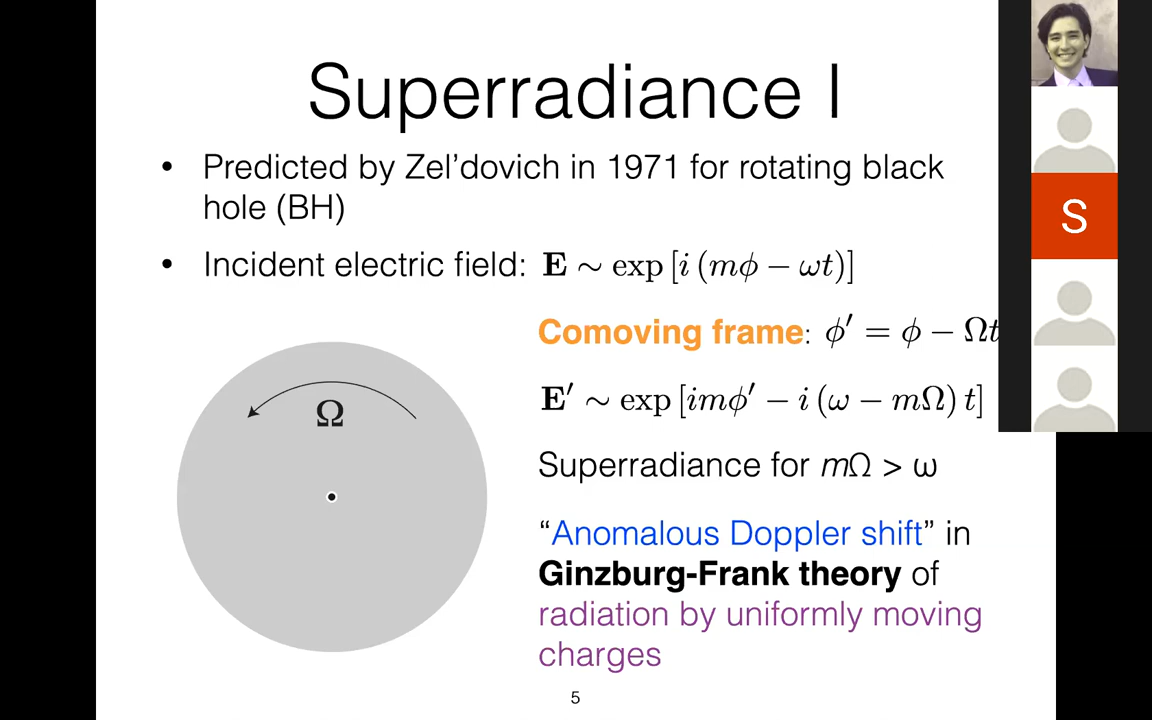 Superradiance I
• Predicted by Zel’dovich in 1971 for rotating black
hole (BH)
• Incident electric field: E ∼ exp [i (mϕ − ωt)]
Comoving frame: ϕ′ = ϕ − Ωt
E′ ∼ exp [imϕ′ − i (ω − mΩ) t]
Ω
Superradiance for mΩ > ω
“Anomalous Doppler shift” in
Ginzburg-Frank theory of
radiation by uniformly moving
charges
5
S